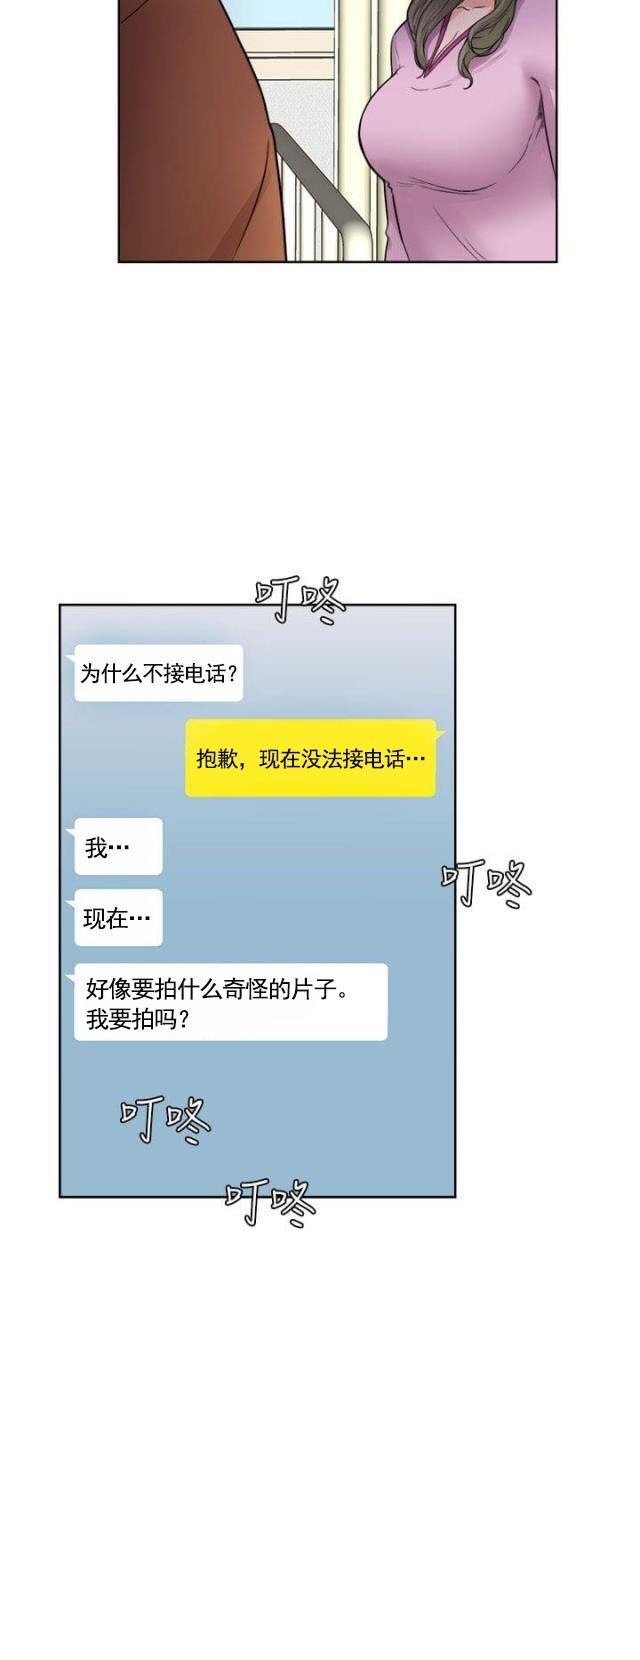 叮咚
为什么不接电话？
抱歉，现在没法接电话…
我…
叮咚
现在…
好像要拍什么奇怪的片子。
我要拍吗？
叮咚
叮咚